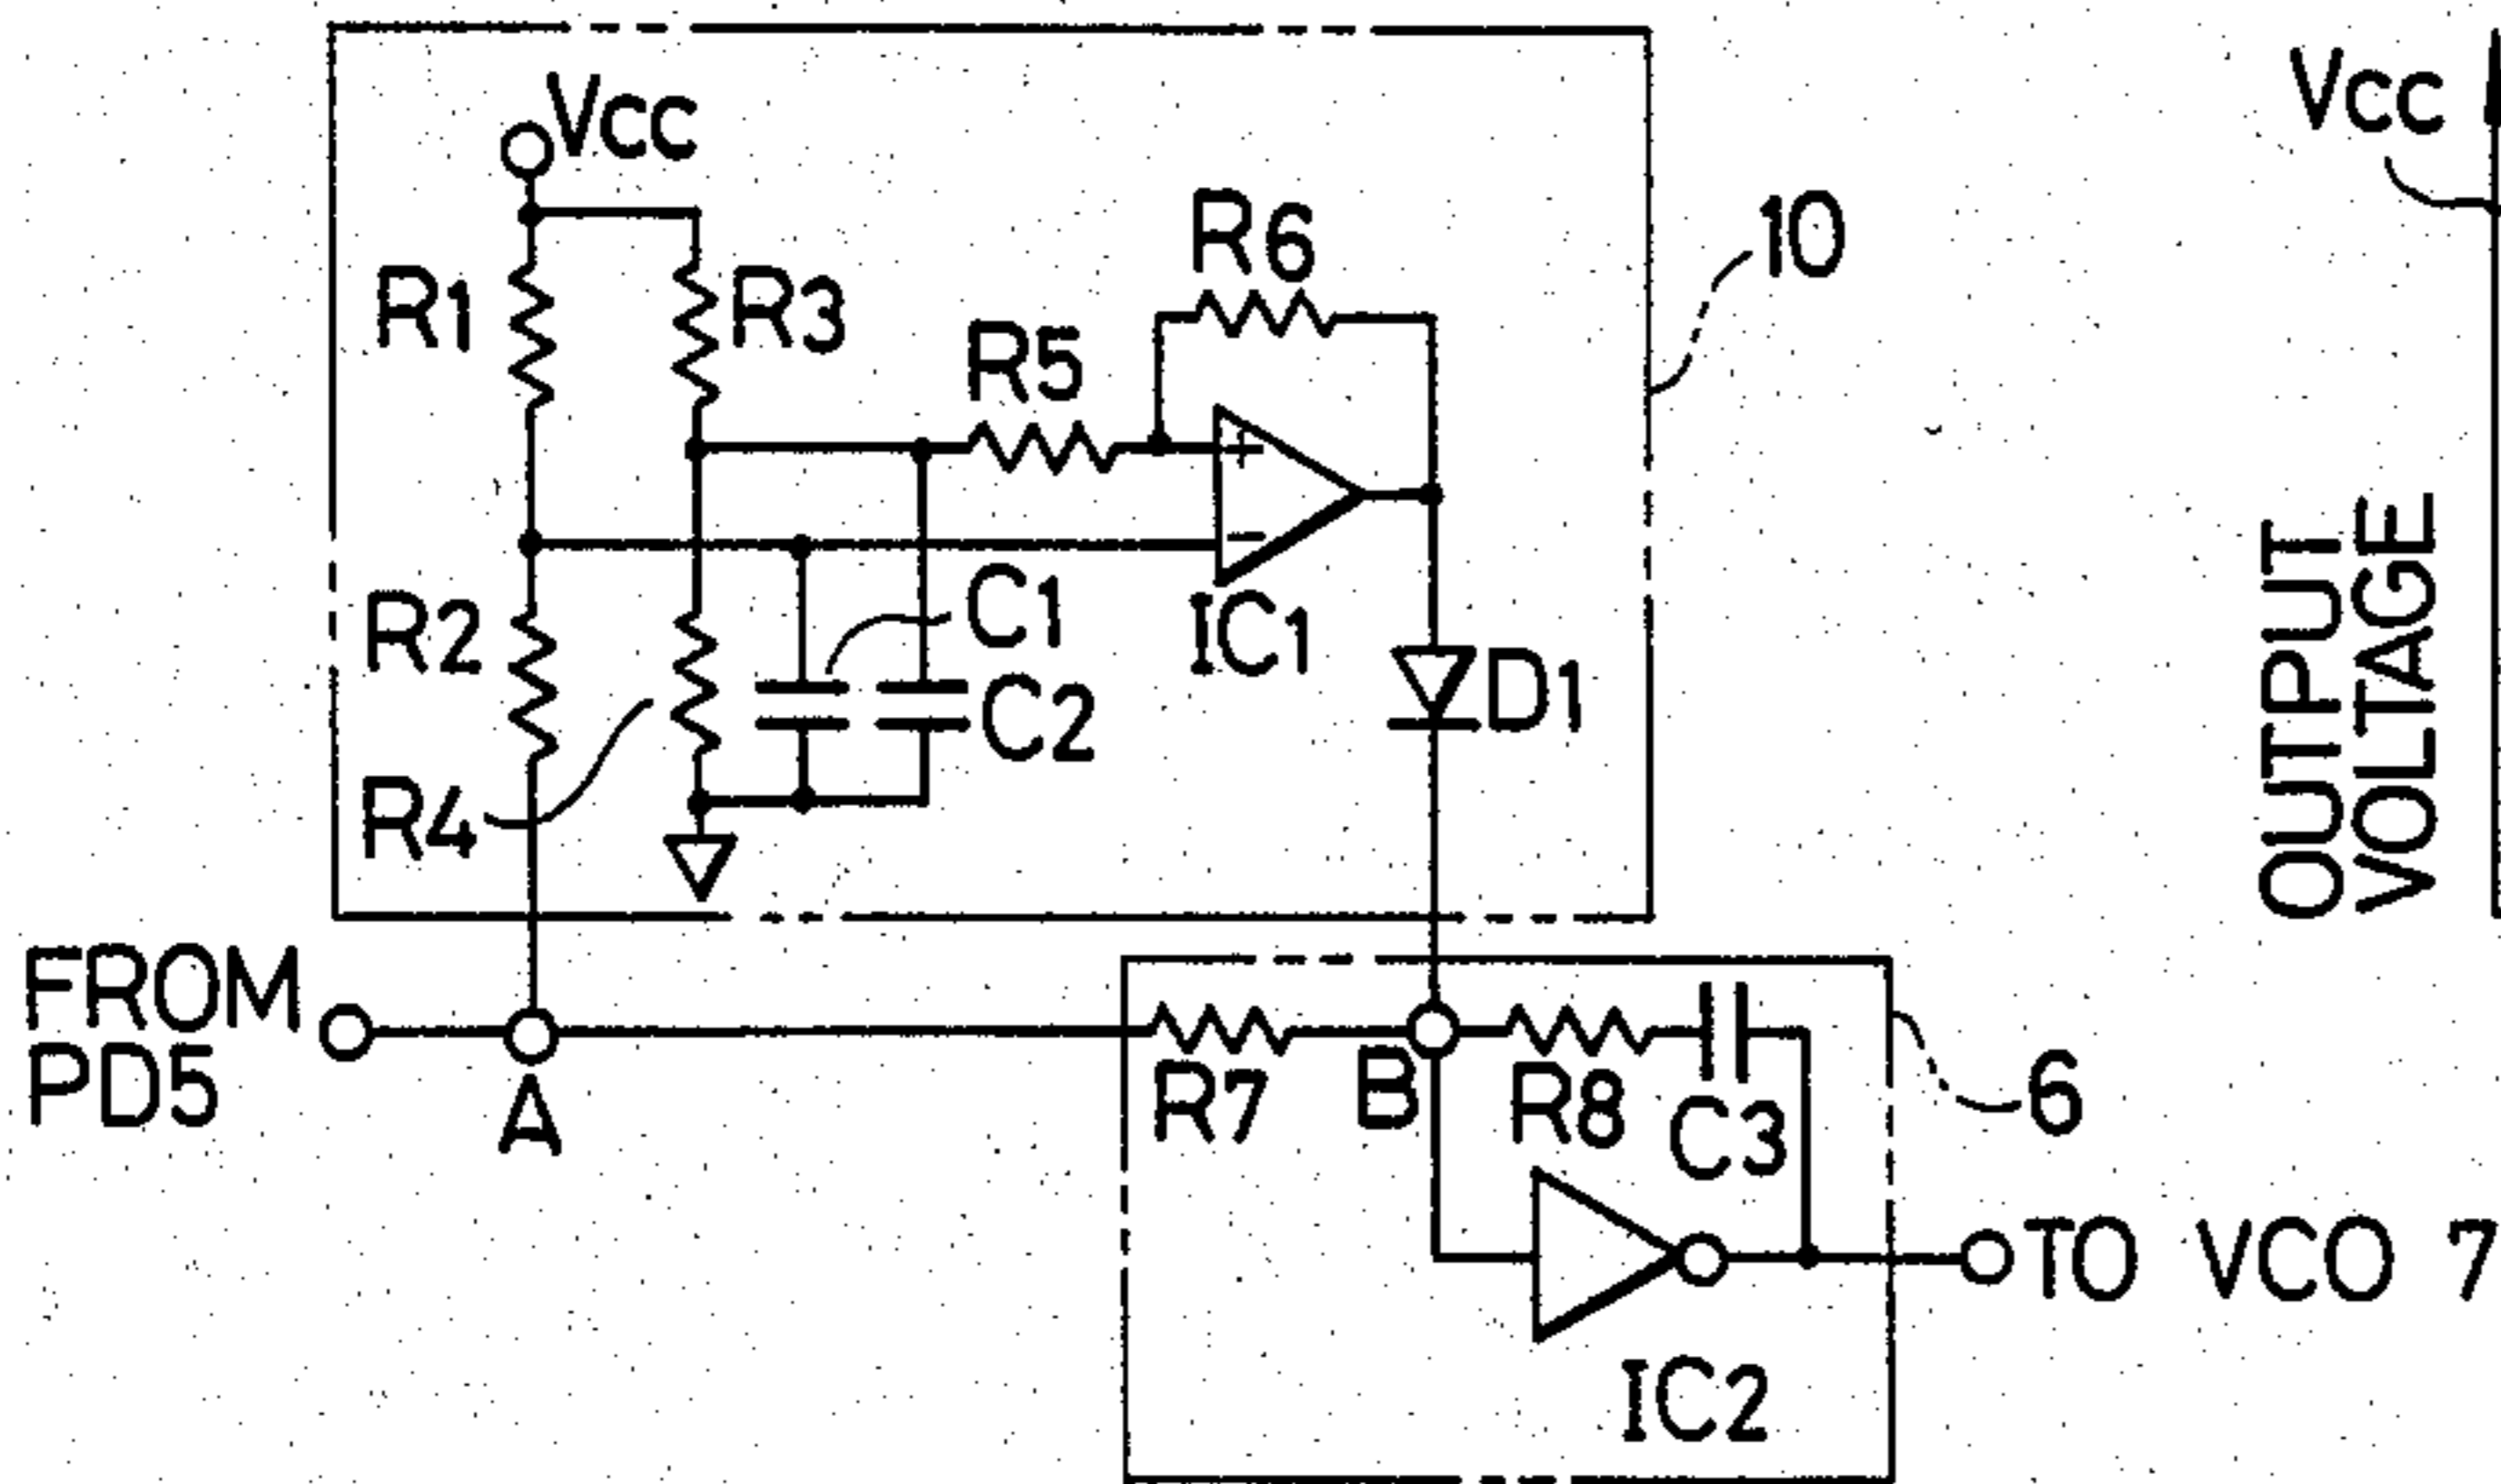 Vcc
Vcc
R1
R3
R6
10
R5
+
−
R2
C1
IC1
C2
D1
R4
OUTPUT
VOLTAGE
FROM
PD5
A
R7
B
R8
C3
6
TO VCO 7
IC2